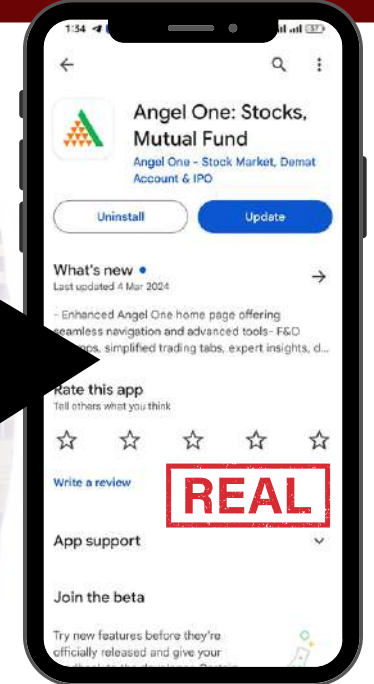 1:34
Angel One: Stocks,
Mutual Fund
Angel One - Stock Market, Demat
Account & IPO
Uninstall
Update
What's new
Last updated 4 Mar 2024
- Enhanced Angel One home page offering
seamless navigation and advanced tools- F&O
simplified trading tabs, expert insights, d...
Rate this app
Tell others what you think
Write a review
REAL
App support
Join the beta
Try new features before they're
officially released and give your